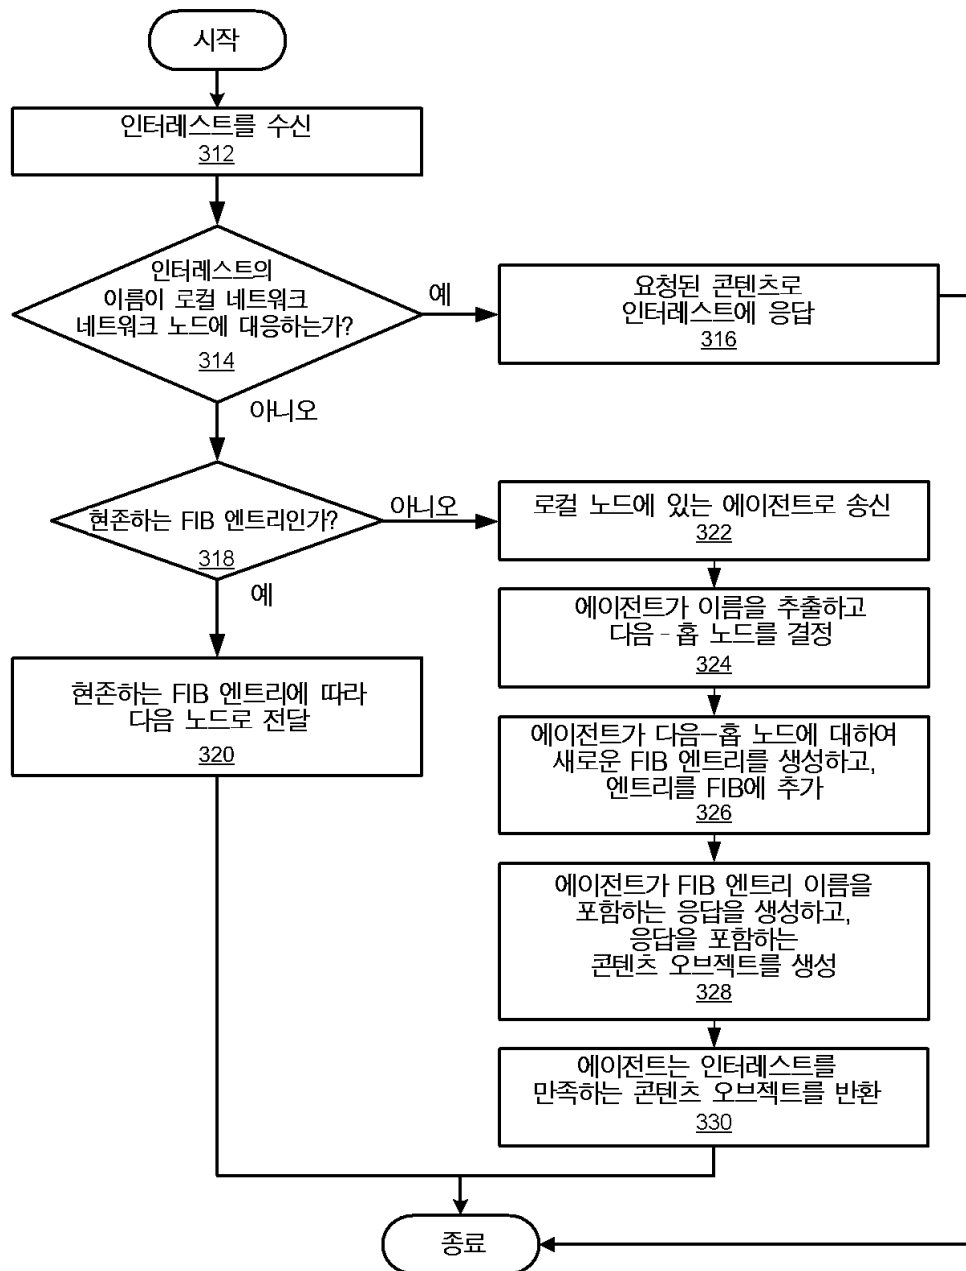 시작
인터레스트를 수신
312
인터레스트의
이름이 로컬 네트워크
네트워크 노드에 대응하는가?
314
예
요청된 콘텐츠로
인터레스트에 응답
316
아니오
현존하는 FIB 엔트리인가?
318
아니오
로컬 노드에 있는 에이전트로 송신
322
예
에이전트가 이름을 추출하고
다음-홉 노드를 결정
324
현존하는 FIB 엔트리에 따라
다음 노드로 전달
320
에이전트가 다음-홉 노드에 대하여
새로운 FIB 엔트리를 생성하고,
엔트리를 FIB에 추가
326
에이전트가 FIB 엔트리 이름을
포함하는 응답을 생성하고,
응답을 포함하는
콘텐츠 오브젝트를 생성
328
에이전트는 인터레스트를
만족하는 콘텐츠 오브젝트를 반환
330
종료